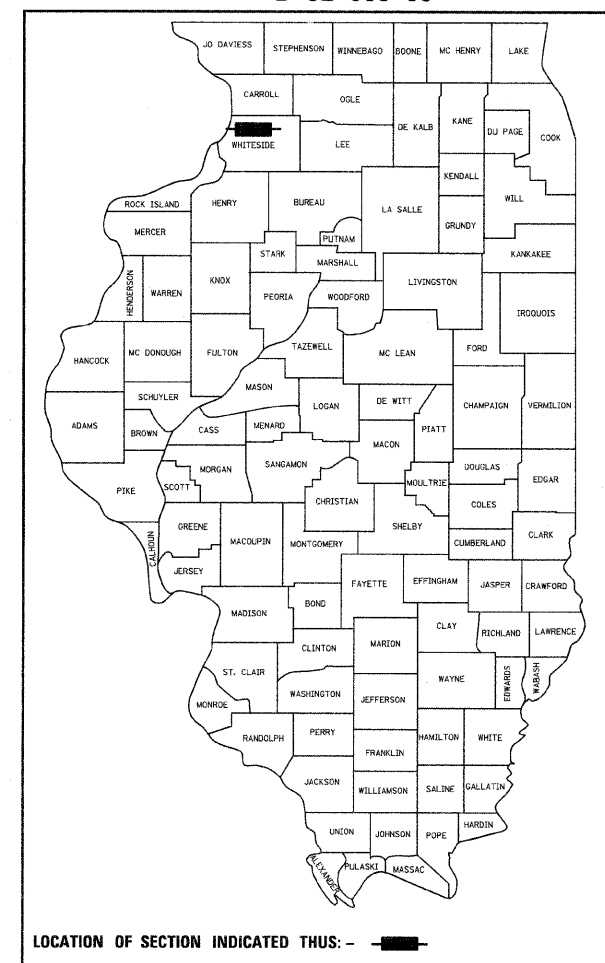 JO DAVIESS STEPHENSON WINNEBAGO BOONE MC HENRY LAKE
CARROLL OGLE DE KALB KANE DU PAGE COOK
WHITESIDE LEE
KENDALL WILL
ROCK ISLAND HENRY BUREAU LA SALLE GRUNDY
MERCER PUTNAM KANKAKEE
STARK MARSHALL
HENDERSON WARREN KNOX PEORIA WOODFORD LIVINGSTON IROQUOIS
TAZEWELL FORD
HANCOCK MC DONOUGH FULTON MC LEAN
MASON
SCHUYLER LOGAN DE WITT CHAMPAIGN VERMILION
ADAMS BROWN CASS MENARD MACON PIATT
SANGAMON DOUGLAS
PIKE SCOTT MORGAN CHRISTIAN MOULTRIE EDGAR
COLES
GREENE MACOUPIN MONTGOMERY SHELBY
CALHOUN CUMBERLAND CLARK
JERSEY FAYETTE EFFINGHAM JASPER CRAWFORD
MADISON BOND
CLAY RICHLAND LAWRENCE
CLINTON MARION
ST. CLAIR WAYNE EDWARDS WABASH
WASHINGTON JEFFERSON
MONROE
RANDOLPH PERRY HAMILTON WHITE
FRANKLIN
JACKSON WILLIAMSON SALINE GALLATIN
HARDIN
UNION JOHNSON POPE
ALEXANDER PULASKI MASSAC
LOCATION OF SECTION INDICATED THUS: -